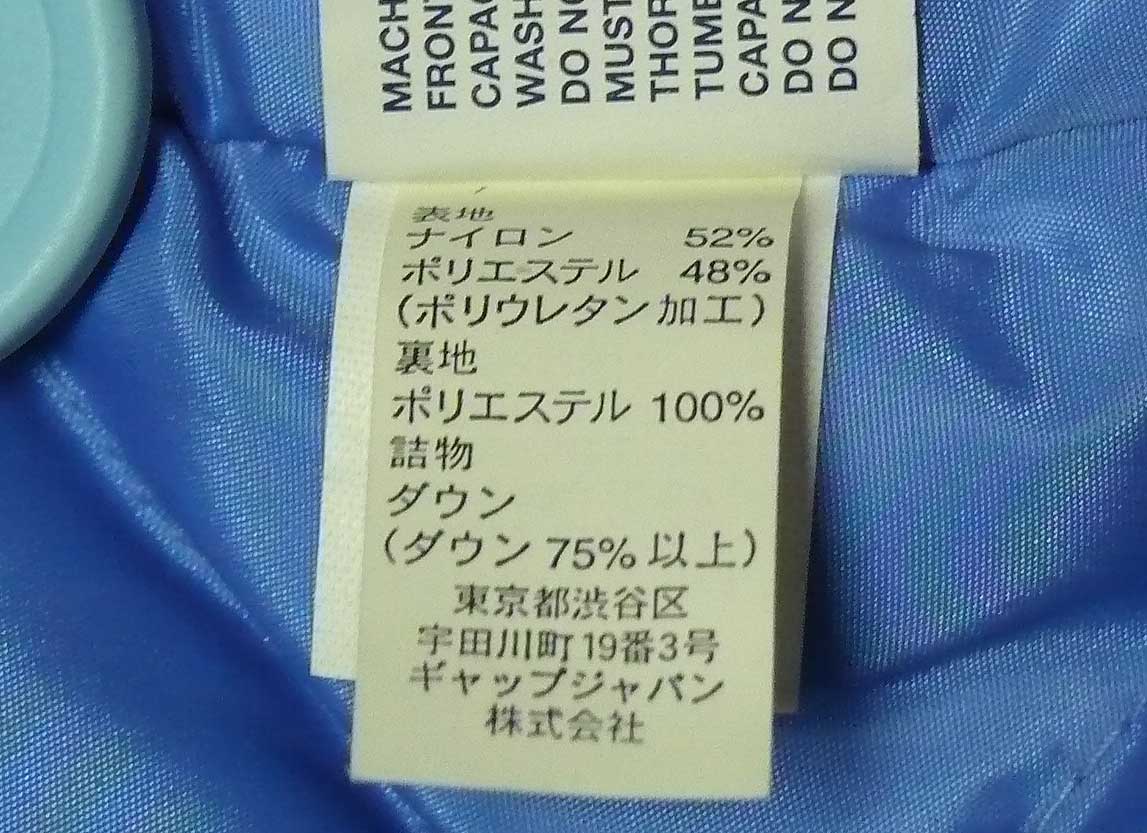 MACH
FRONT
CAPAC
WASH
DO NO
MUST
THOR
TUMB
CAPA
DO N
DO N
表地
ナイロン 52%
ポリエステル 48%
(ポリウレタン加工)
裏地
ポリエステル 100%
詰物
ダウン
(ダウン 75% 以上)
東京都渋谷区
宇田川町19番3号
ギャップジャパン
株式会社